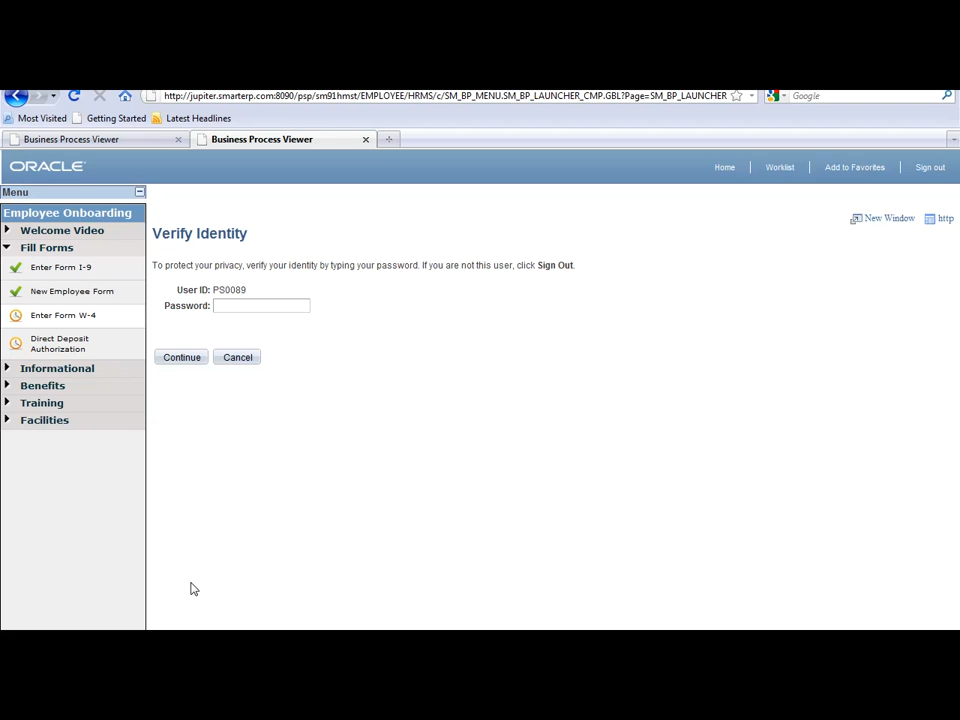 http://jupiter.smarterp.com:8090/psp/sm91hmst/EMPLOYEE/HRMS/c/SM_BP_MENU.SM_BP_LAUNCHER_CMP.GBL?Page=SM_BP_LAUNCHER
Google
Most Visited
Getting Started
Latest Headlines
Business Process Viewer
Business Process Viewer
ORACLE
Home
Worklist
Add to Favorites
Sign out
Menu
Employee Onboarding
Welcome Video
Fill Forms
Enter Form I-9
New Employee Form
Enter Form W-4
Direct Deposit
Authorization
Informational
Benefits
Training
Facilities
New Window
http
Verify Identity
To protect your privacy, verify your identity by typing your password. If you are not this user, click Sign Out.
User ID: PS0089
Password:
Continue
Cancel